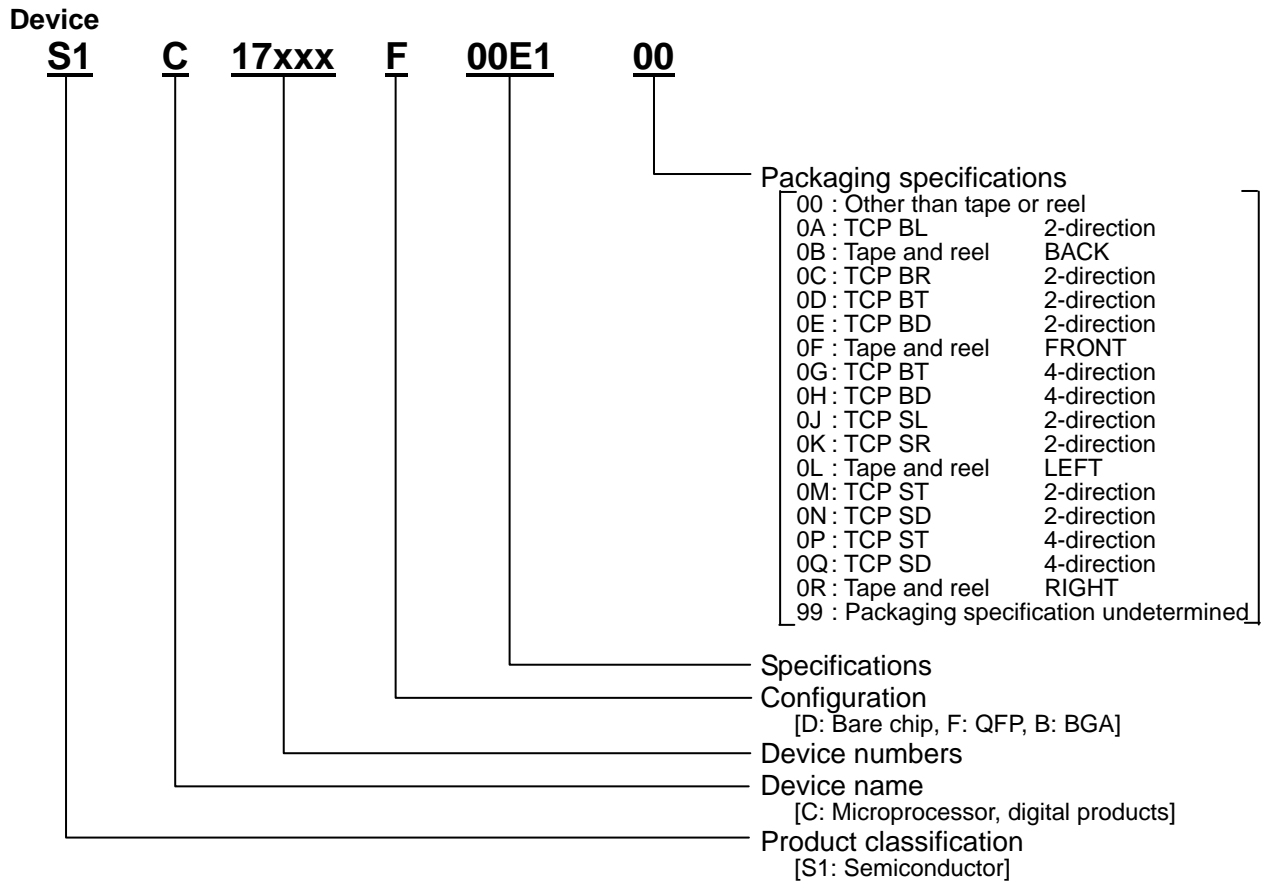 Device
S1 C 17xxx F 00E1 00
Packaging specifications
00 : Other than tape or reel
0A : TCP BL 2-direction
0B : Tape and reel BACK
0C : TCP BR 2-direction
0D : TCP BT 2-direction
0E : TCP BD 2-direction
0F : Tape and reel FRONT
0G : TCP BT 4-direction
0H : TCP BD 4-direction
0J : TCP SL 2-direction
0K : TCP SR 2-direction
0L : Tape and reel LEFT
0M : TCP ST 2-direction
0N : TCP SD 2-direction
0P : TCP ST 4-direction
0Q : TCP SD 4-direction
0R : Tape and reel RIGHT
99 : Packaging specification undetermined
Specifications
Configuration
[D: Bare chip, F: QFP, B: BGA]
Device numbers
Device name
[C: Microprocessor, digital products]
Product classification
[S1: Semiconductor]